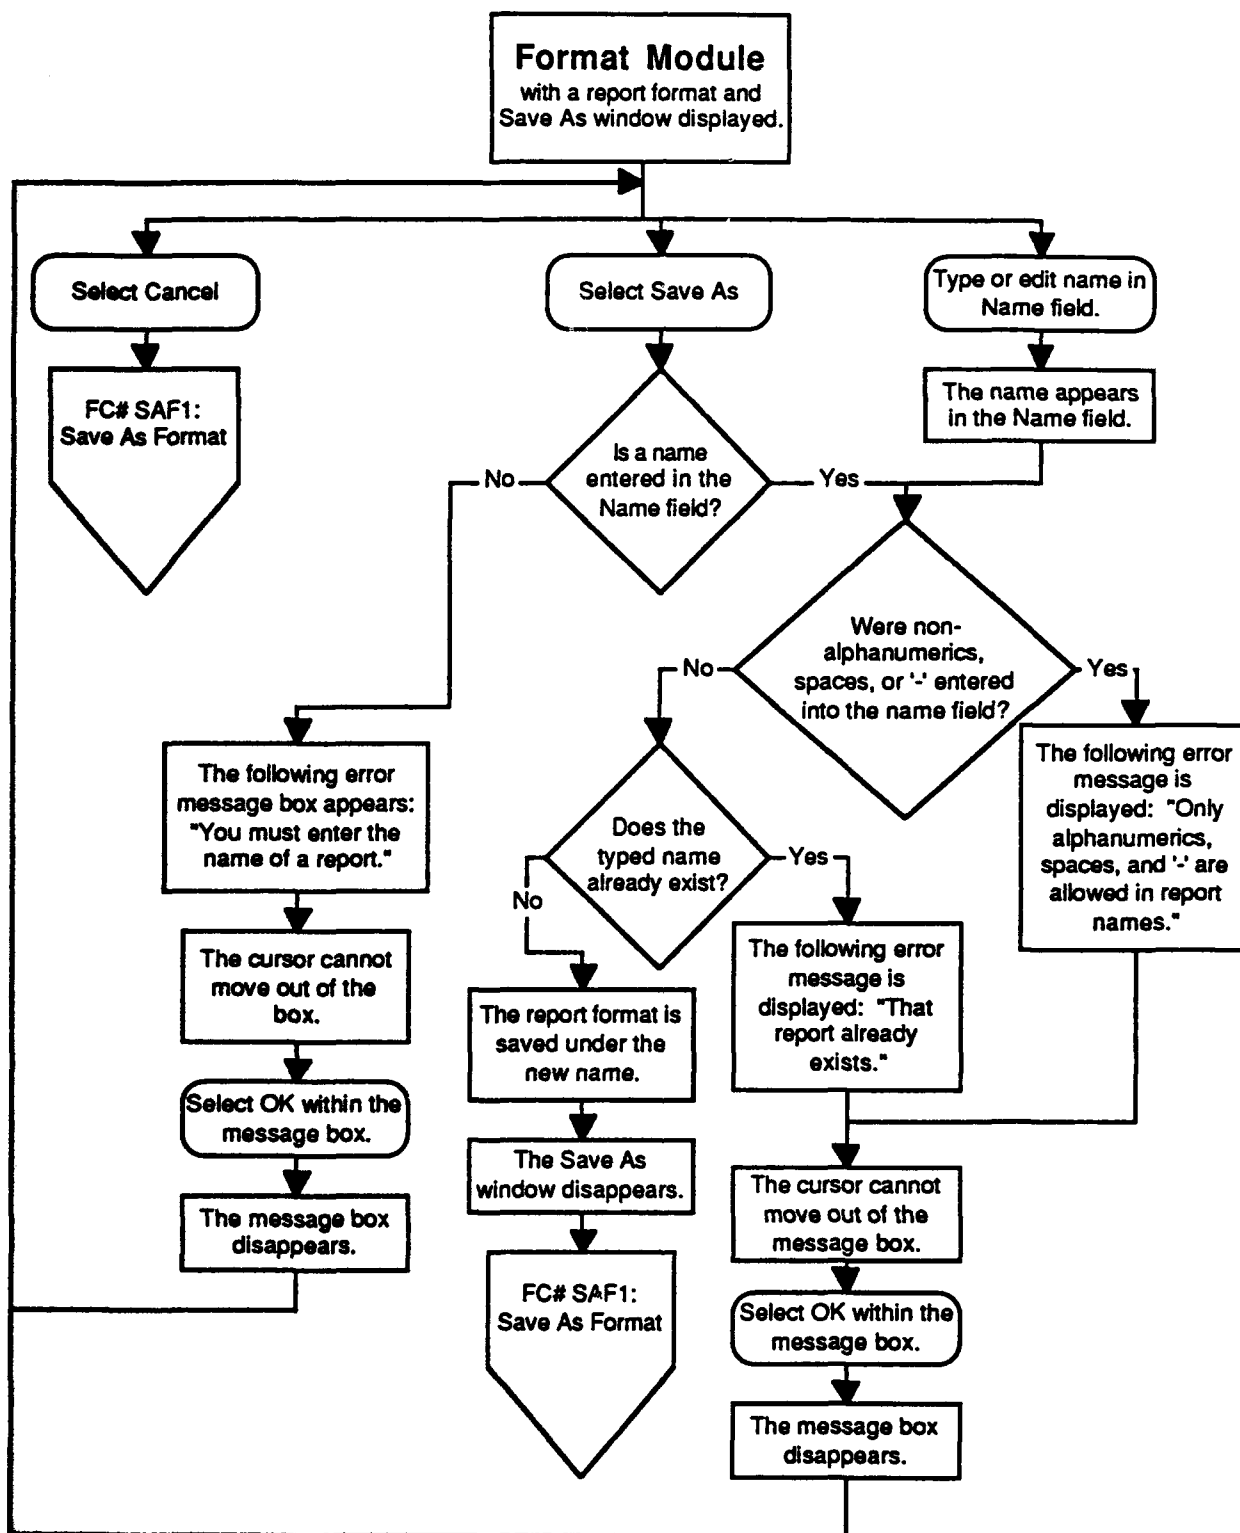 Format Module
with a report format and
Save As window displayed.
Select Cancel
Select Save As
Type or edit name in
Name field.
FC# SAF1:
Save As Format
The name appears
in the Name field.
Is a name
entered in the
Name field?
No
Yes
Were non-
alphanumerics,
spaces, or '-' entered
into the name field?
No
Yes
The following error
message box appears:
"You must enter the
name of a report."
Does the
typed name
already exist?
Yes
No
The following error
message is
displayed: "Only
alphanumerics,
spaces, and '-' are
allowed in report
names."
The cursor cannot
move out of the
box.
The report format is
saved under the
new name.
The following error
message is
displayed: "That
report already
exists."
Select OK within the
message box.
The Save As
window disappears.
The cursor cannot
move out of the
message box.
The message box
disappears.
FC# SAF1:
Save As Format
Select OK within the
message box.
The message box
disappears.